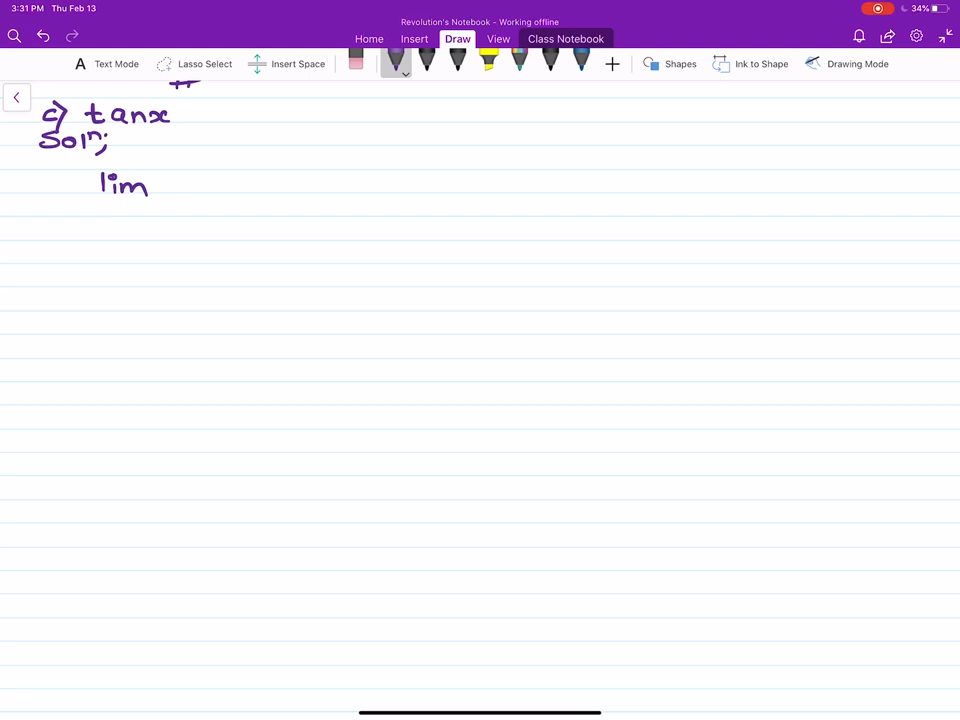 3:31 PM Thu Feb 13 34%
Revolution's Notebook - Working offline
Home Insert Draw View Class Notebook
A Text Mode Lasso Select Insert Space Shapes Ink to Shape Drawing Mode
c) tanx
Solⁿ;
lim